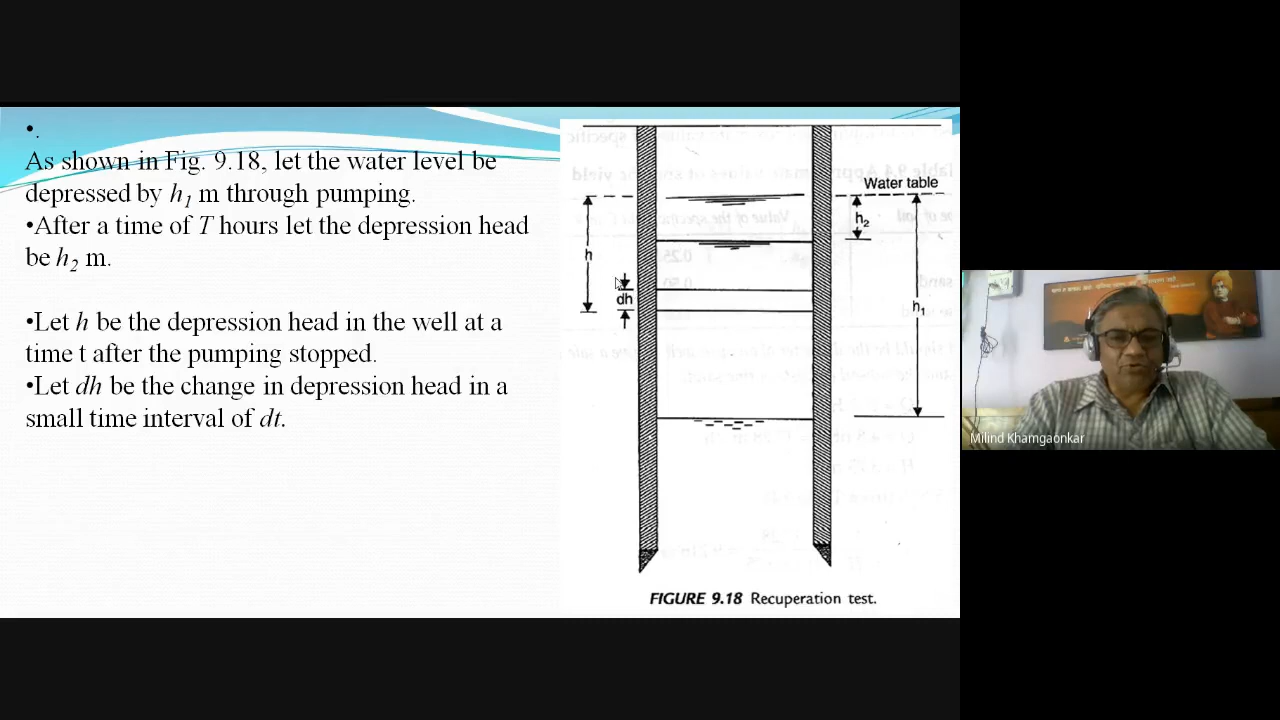 •.
As shown in Fig. 9.18, let the water level be
depressed by h1 m through pumping.
•After a time of T hours let the depression head
be h2 m.
•Let h be the depression head in the well at a
time t after the pumping stopped.
•Let dh be the change in depression head in a
small time interval of dt.
Water table
h2
h
dh
h1
FIGURE 9.18 Recuperation test.
Milind Khamgaonkar